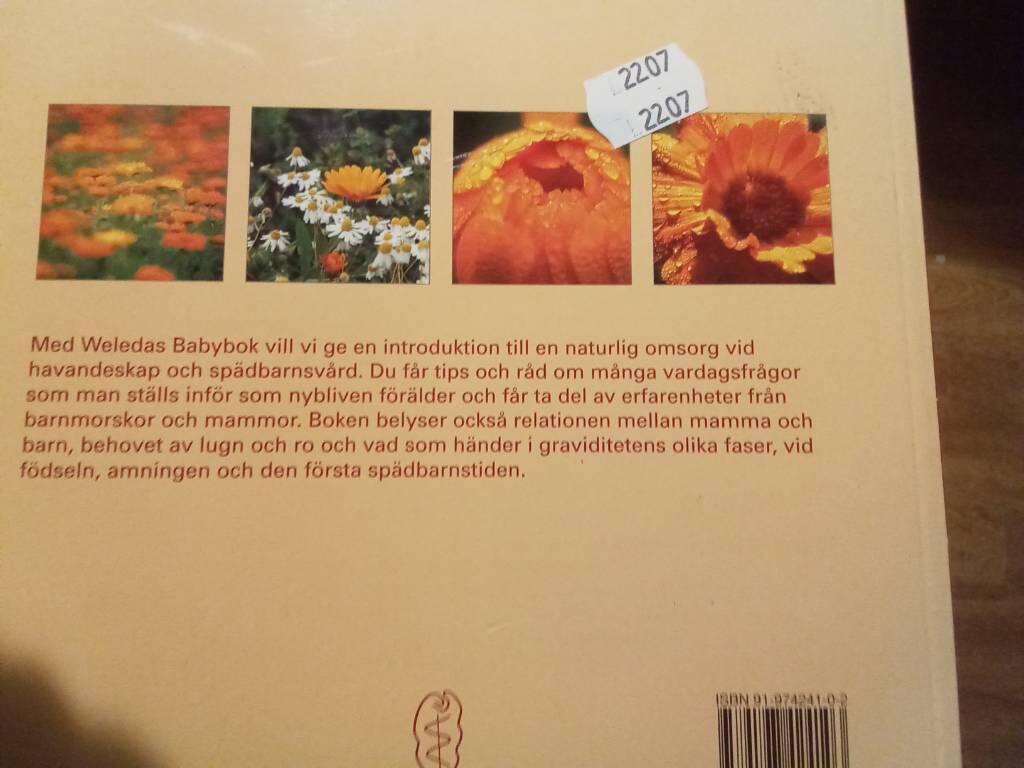 2207
2207
Med Weledas Babybok vill vi ge en introduktion till en naturlig omsorg vid
havandeskap och spädbarnsvård. Du får tips och råd om många vardagsfrågor
som man ställs inför som nybliven förälder och får ta del av erfarenheter från
barnmorskor och mammor. Boken belyser också relationen mellan mamma och
barn, behovet av lugn och ro och vad som händer i graviditetens olika faser, vid
födseln, amningen och den första spädbarnstiden.
ISBN 91-974241-0-2